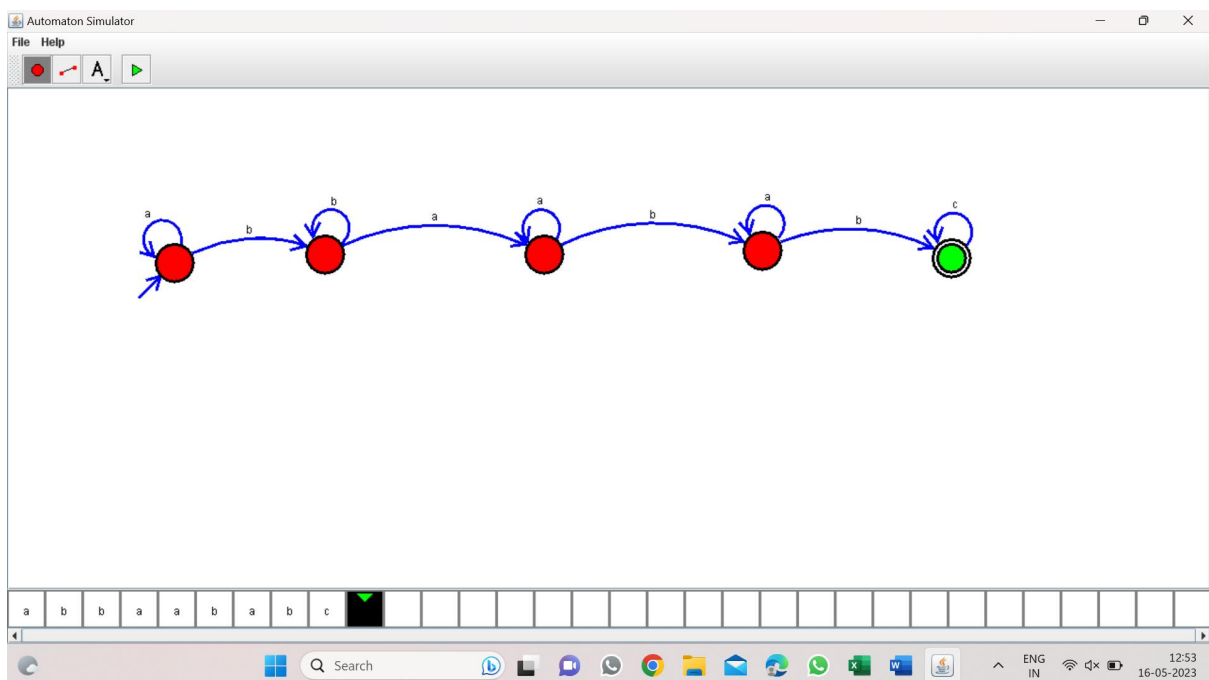 Automaton Simulator
File Help
A
a
b
b
a
a
b
a
b
c
a b b a a b a b c
Search
ENG
IN
12:53
16-05-2023